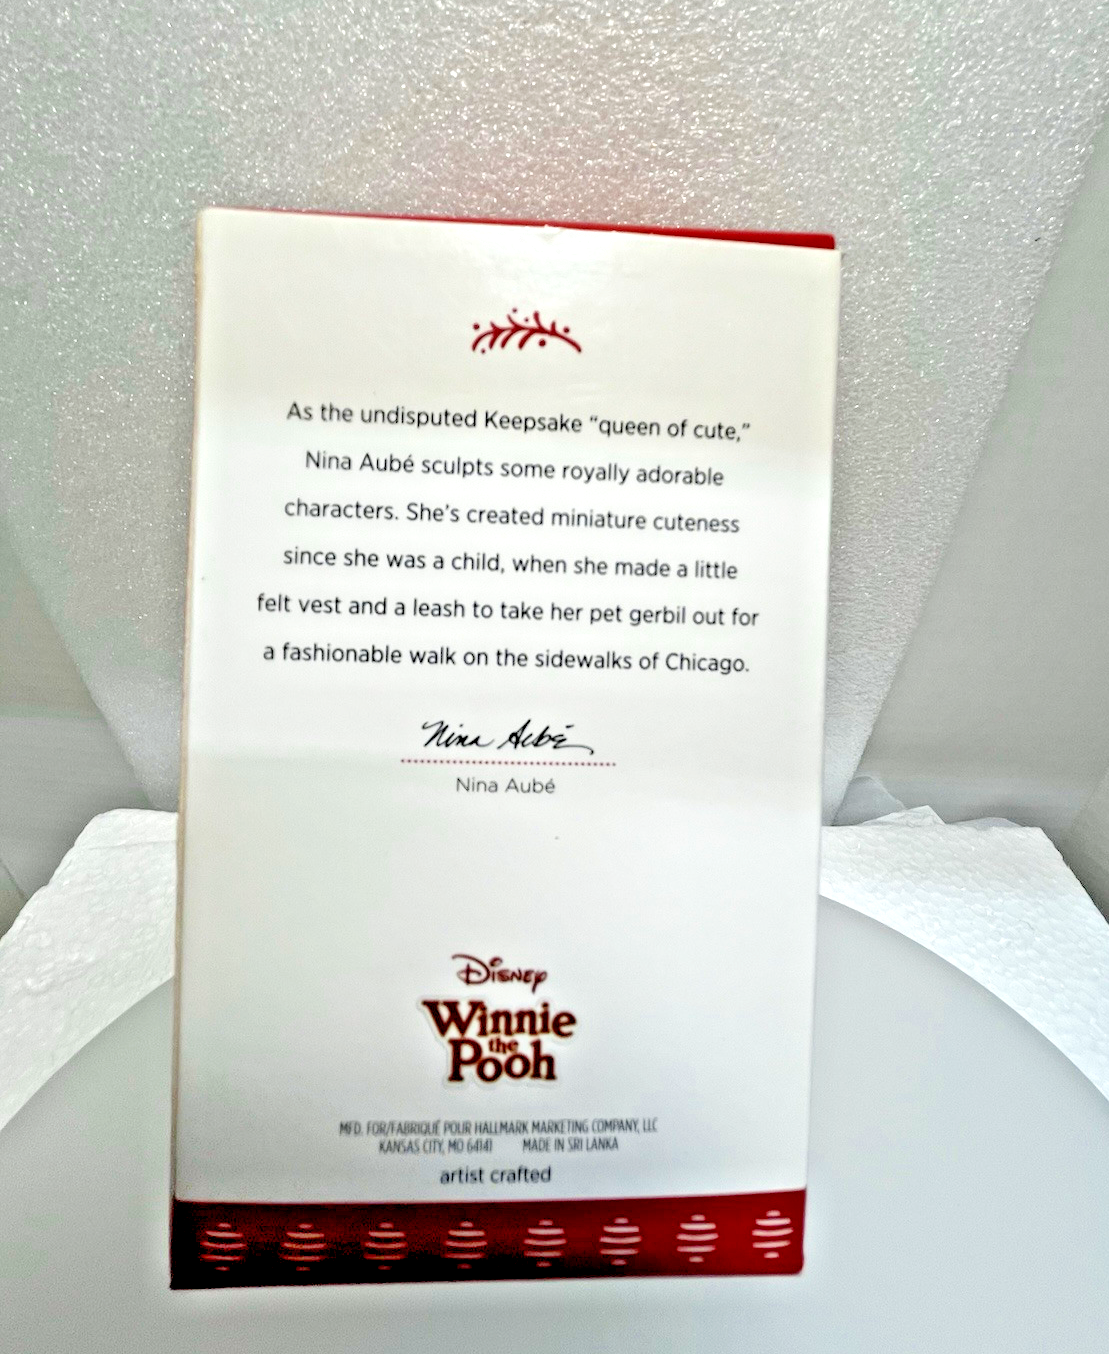 As the undisputed Keepsake “queen of cute,”
Nina Aubé sculpts some royally adorable
characters. She’s created miniature cuteness
since she was a child, when she made a little
felt vest and a leash to take her pet gerbil out for
a fashionable walk on the sidewalks of Chicago.
Nina Aubé
Nina Aubé
Disney
Winnie
the
Pooh
MFD. FOR/FABRIQUÉ POUR HALLMARK MARKETING COMPANY, LLC
KANSAS CITY, MO 64141 MADE IN SRI LANKA
artist crafted